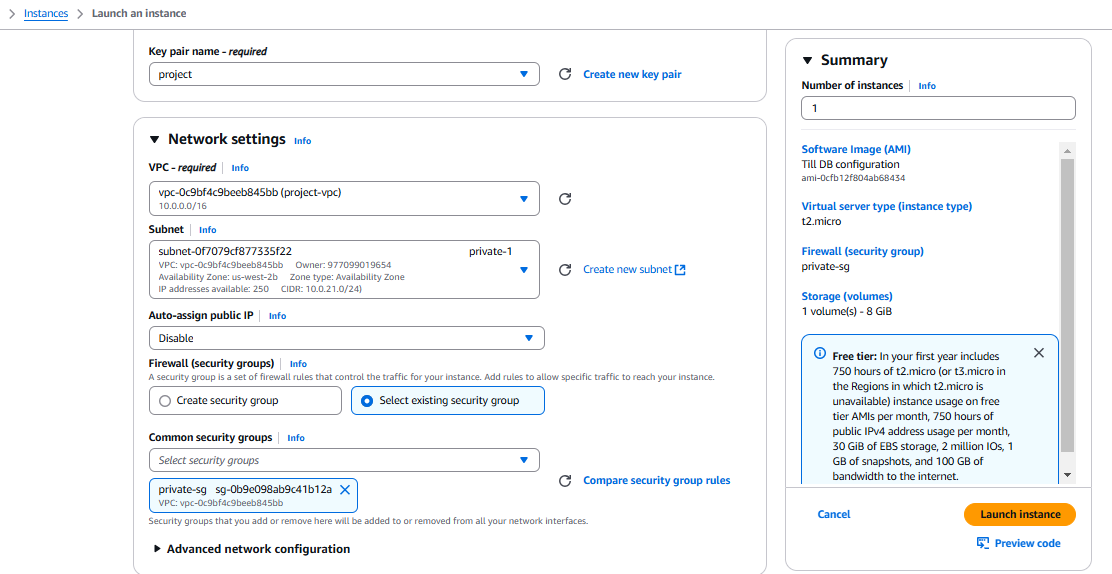 Instances Launch an instance
Key pair name - required
project
Create new key pair
Network settings Info
VPC - required Info
vpc-0c9bf4c9beeb845bb (project-vpc)
10.0.0.0/16
Subnet Info
subnet-0f7079cf877335f22 private-1
VPC: vpc-0c9bf4c9beeb845bb Owner: 977099019654
Availability Zone: us-west-2b Zone type: Availability Zone
IP addresses available: 250 CIDR: 10.0.21.0/24)
Create new subnet
Auto-assign public IP Info
Disable
Firewall (security groups) Info
A security group is a set of firewall rules that control the traffic for your instance. Add rules to allow specific traffic to reach your instance.
Create security group
Select existing security group
Common security groups Info
Select security groups
private-sg sg-0b9e098ab9c41b12a
VPC: vpc-0c9bf4c9beeb845bb
Compare security group rules
Security groups that you add or remove here will be added to or removed from all your network interfaces.
Advanced network configuration
Summary
Number of instances Info
1
Software Image (AMI)
Till DB configuration
ami-0cfb12f804ab68434
Virtual server type (instance type)
t2.micro
Firewall (security group)
private-sg
Storage (volumes)
1 volume(s) - 8 GiB
Free tier: In your first year includes
750 hours of t2.micro (or t3.micro in
the Regions in which t2.micro is
unavailable) instance usage on free
tier AMIs per month, 750 hours of
public IPv4 address usage per month,
30 GiB of EBS storage, 2 million IOs, 1
GB of snapshots, and 100 GB of
bandwidth to the internet.
Cancel
Launch instance
Preview code